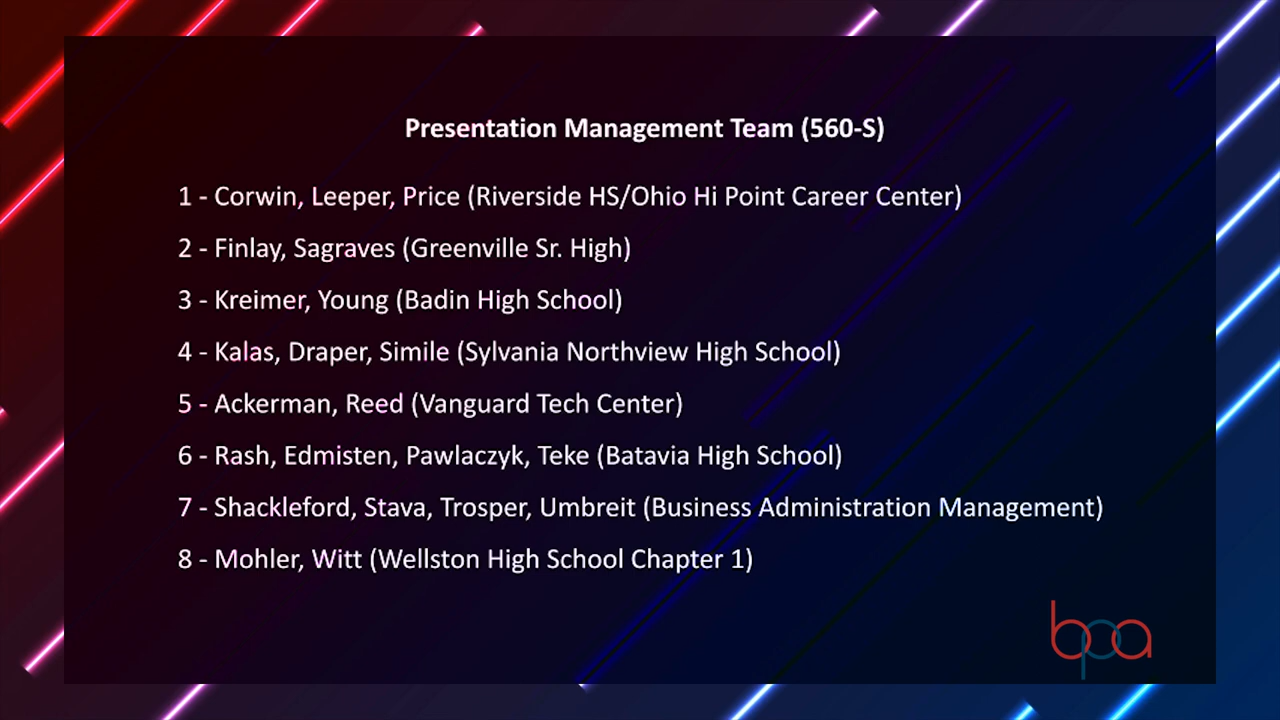 Presentation Management Team (560-S)
1 - Corwin, Leeper, Price (Riverside HS/Ohio Hi Point Career Center)
2 - Finlay, Sagraves (Greenville Sr. High)
3 - Kreimer, Young (Badin High School)
4 - Kalas, Draper, Simile (Sylvania Northview High School)
5 - Ackerman, Reed (Vanguard Tech Center)
6 - Rash, Edmisten, Pawlaczyk, Teke (Batavia High School)
7 - Shackleford, Stava, Trosper, Umbreit (Business Administration Management)
8 - Mohler, Witt (Wellston High School Chapter 1)
bpa